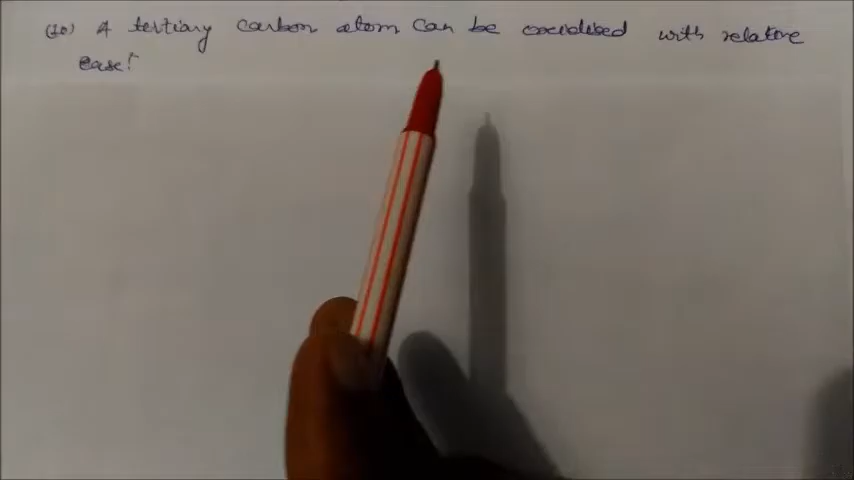 (10) A tertiary carbon atom can be oxidised with relative
ease!